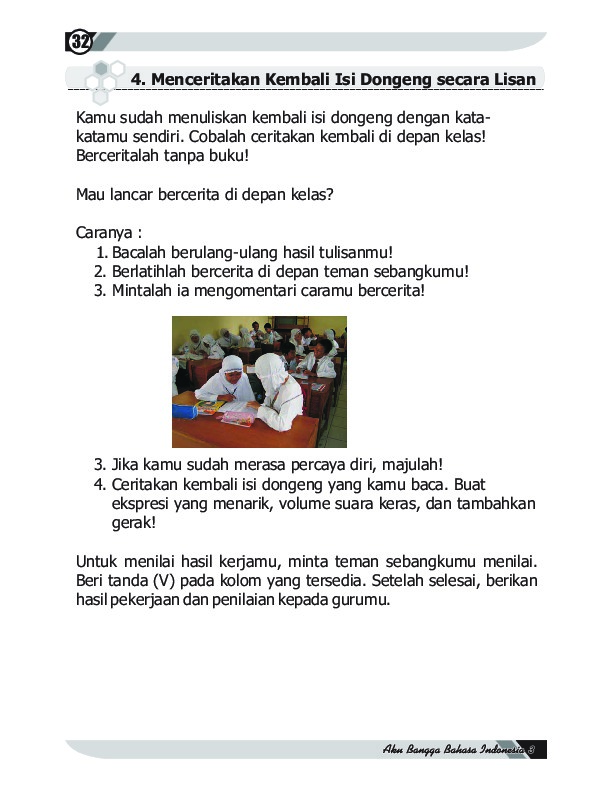 32
4. Menceritakan Kembali Isi Dongeng secara Lisan
Kamu sudah menuliskan kembali isi dongeng dengan kata-
katamu sendiri. Cobalah ceritakan kembali di depan kelas!
Berceritalah tanpa buku!
Mau lancar bercerita di depan kelas?
Caranya :
1. Bacalah berulang-ulang hasil tulisanmu!
2. Berlatihlah bercerita di depan teman sebangkumu!
3. Mintalah ia mengomentari caramu bercerita!
3. Jika kamu sudah merasa percaya diri, majulah!
4. Ceritakan kembali isi dongeng yang kamu baca. Buat
ekspresi yang menarik, volume suara keras, dan tambahkan
gerak!
Untuk menilai hasil kerjamu, minta teman sebangkumu menilai.
Beri tanda (V) pada kolom yang tersedia. Setelah selesai, berikan
hasil pekerjaan dan penilaian kepada gurumu.
Aku Bangga Bahasa Indonesia 3